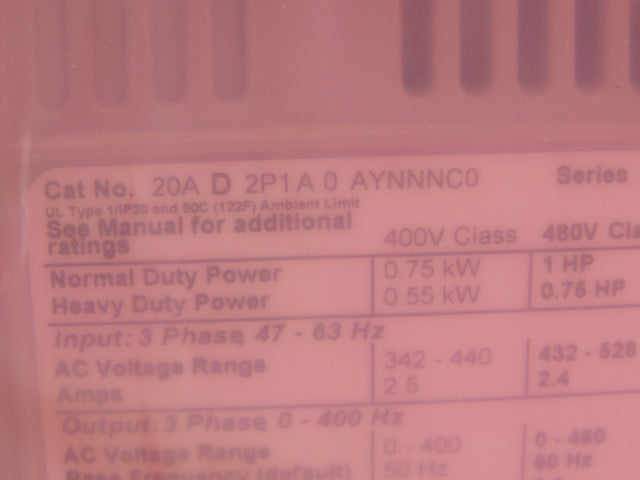 Cat No. 20A D 2P1 A 0 AYNNNC0 Series
UL Type 1/IP20 and 50C (122F) Ambient Limit
See Manual for additional
ratings 400V Class 480V Cla
Normal Duty Power 0.75 kW 1 HP
Heavy Duty Power 0.55 kW 0.75 HP
Input: 3 Phase, 47 - 63 Hz
AC Voltage Range 342 - 440 432 - 528
Amps 2.5 2.4
Output: 3 Phase, 0 - 400 Hz
AC Voltage Range 0 - 400 0 - 460
Base Frequency (default) 50 Hz 60 Hz